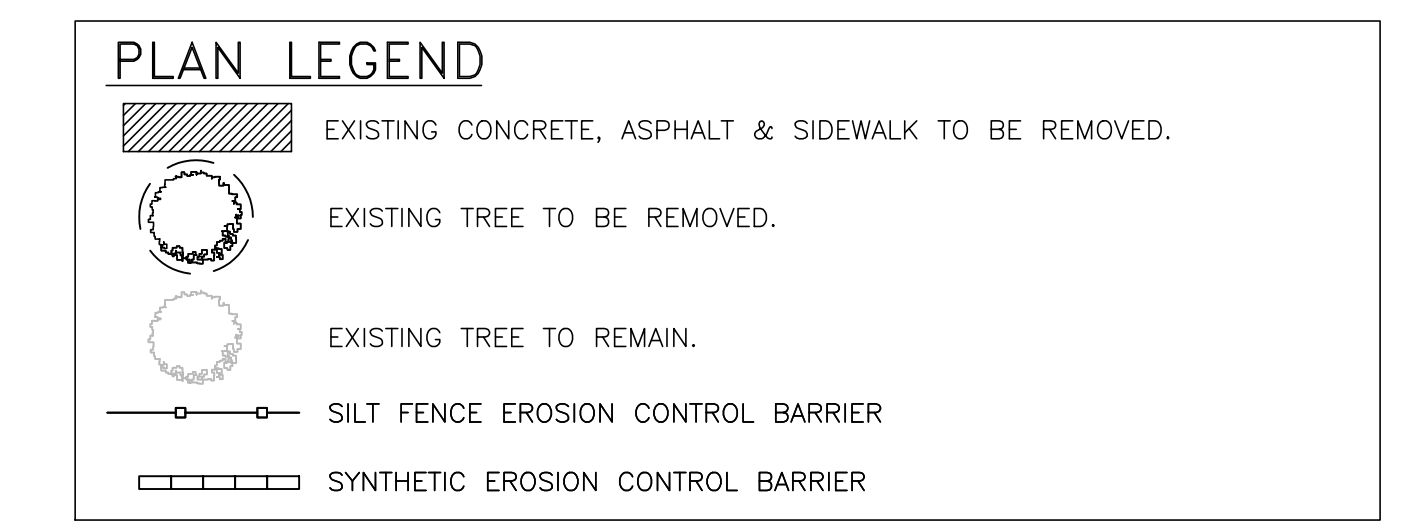 PLAN LEGEND
EXISTING CONCRETE, ASPHALT & SIDEWALK TO BE REMOVED.
EXISTING TREE TO BE REMOVED.
EXISTING TREE TO REMAIN.
SILT FENCE EROSION CONTROL BARRIER
SYNTHETIC EROSION CONTROL BARRIER